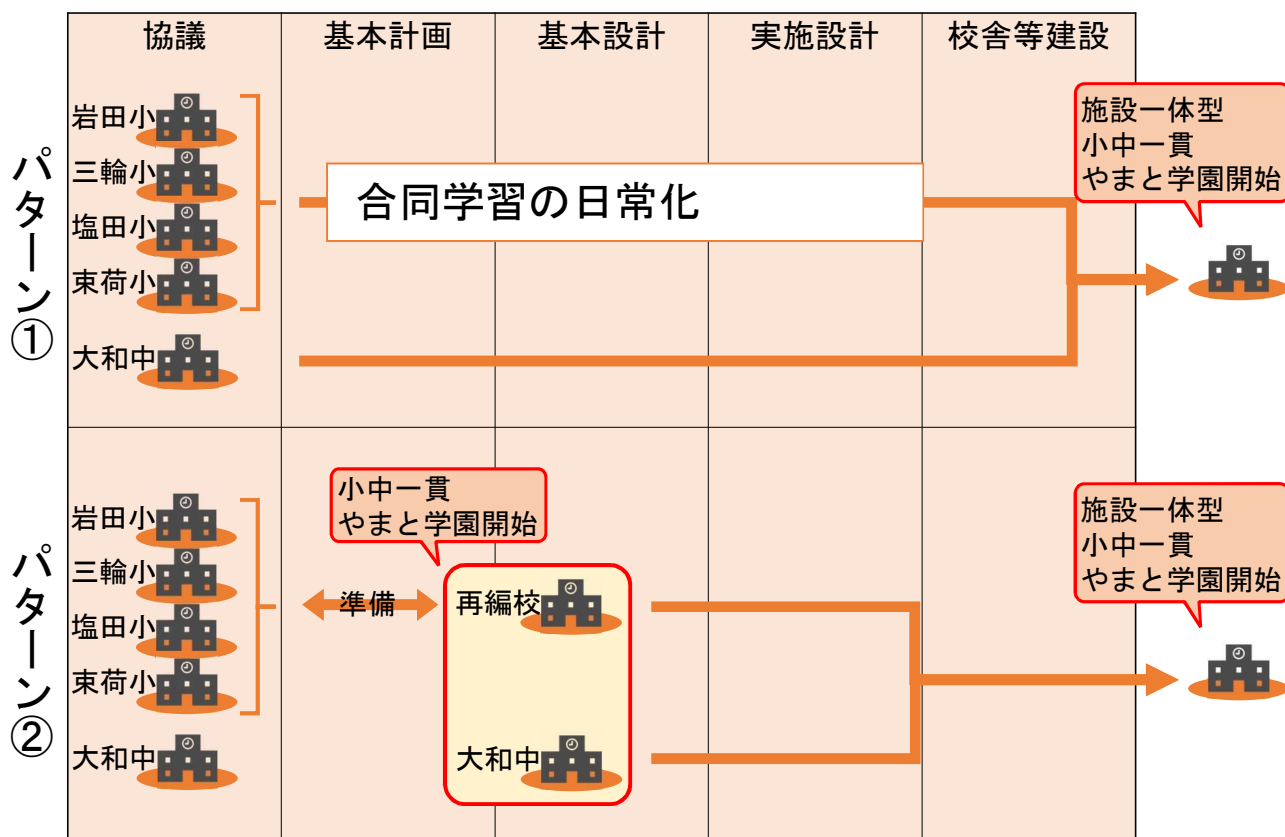 協議
基本計画
基本設計
実施設計
校舎等建設
パターン①
岩田小
三輪小
塩田小
束荷小
大和中
合同学習の日常化
施設一体型
小中一貫
やまと学園開始
パターン②
岩田小
三輪小
塩田小
束荷小
大和中
準備
小中一貫
やまと学園開始
再編校
大和中
施設一体型
小中一貫
やまと学園開始